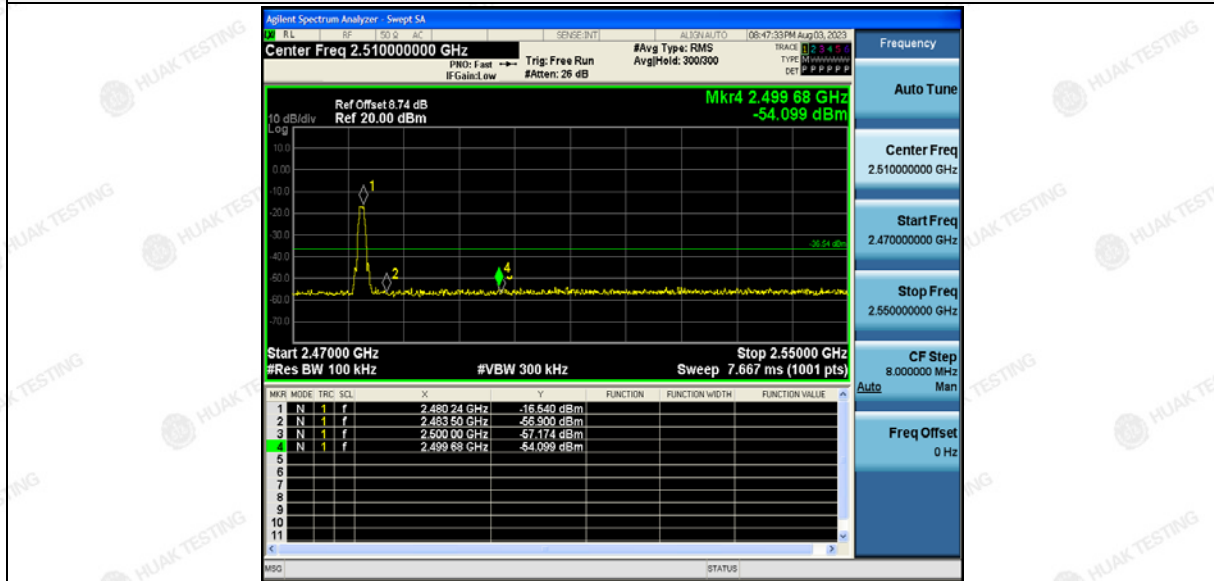 Agilent Spectrum Analyzer - Swept SA
RL RF 50 Ω AC SENSE:INT ALIGNAUTO 08:47:33PM Aug03, 2023
Center Freq 2.510000000 GHz
PNO: Fast
IFGain:Low
Trig: Free Run
#Atten: 26 dB
#Avg Type: RMS
Avg|Hold: 300/300
TRACE 1 2 3 4 5 6
TYPE M
DET P P P P P P
Ref Offset 8.74 dB
10 dB/div Ref 20.00 dBm
Log
Mkr4 2.499 68 GHz
-54.099 dBm
10.0
0.00
-10.0
-20.0
-30.0
-40.0
-50.0
-60.0
-70.0
1
2
4
-36.54 dBm
Start 2.47000 GHz Stop 2.55000 GHz
#Res BW 100 kHz #VBW 300 kHz Sweep 7.667 ms (1001 pts)
MKR MODE TRC SCL X Y FUNCTION FUNCTION WIDTH FUNCTION VALUE
1 N 1 f 2.480 24 GHz -16.540 dBm
2 N 1 f 2.483 50 GHz -56.900 dBm
3 N 1 f 2.500 00 GHz -57.174 dBm
4 N 1 f 2.499 68 GHz -54.099 dBm
5
6
7
8
9
10
11
MSG STATUS
Frequency
Auto Tune
Center Freq
2.510000000 GHz
Start Freq
2.470000000 GHz
Stop Freq
2.550000000 GHz
CF Step
8.000000 MHz
Auto Man
Freq Offset
0 Hz
HUAK TESTING
HUAK TESTING
HUAK TESTING
HUAK TESTING